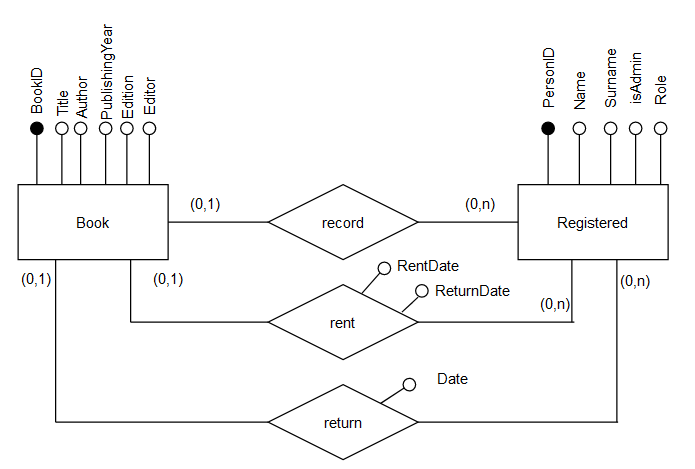 BookID
Title
Author
PublishingYear
Edition
Editor
PersonID
Name
Surname
isAdmin
Role
Book
(0,1)
record
(0,n)
Registered
(0,1)
(0,1)
RentDate
ReturnDate
(0,n)
(0,n)
rent
Date
return